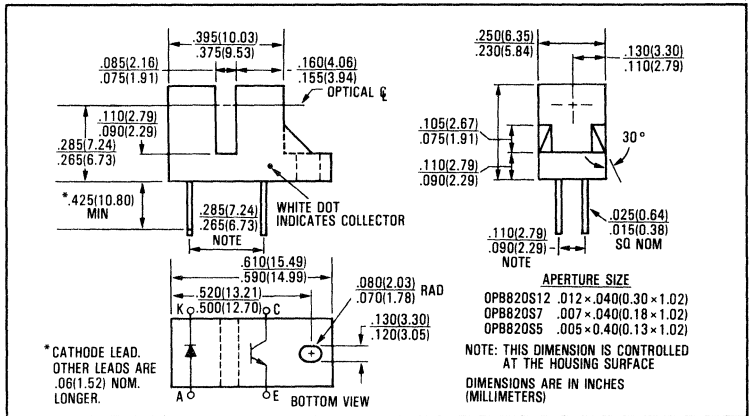 .395(10.03)
.375(9.53)
.085(2.16)
.075(1.91)
.160(4.06)
.155(3.94)
OPTICAL ℄
.110(2.79)
.090(2.29)
.285(7.24)
.265(6.73)
*.425(10.80)
MIN
.285(7.24)
.265(6.73)
NOTE
WHITE DOT
INDICATES COLLECTOR
.250(6.35)
.230(5.84)
.130(3.30)
.110(2.79)
.105(2.67)
.075(1.91)
30°
.110(2.79)
.090(2.29)
.025(0.64)
.015(0.38)
SQ NOM
.110(2.79)
.090(2.29)
NOTE
.610(15.49)
.590(14.99)
.520(13.21)
.500(12.70)
.080(2.03) RAD
.070(1.78)
.130(3.30)
.120(3.05)
K
C
A
E
BOTTOM VIEW
*CATHODE LEAD.
OTHER LEADS ARE
.06(1.52) NOM.
LONGER.
APERTURE SIZE
OPB820S12 .012×.040(0.30×1.02)
OPB820S7 .007×.040(0.18×1.02)
OPB820S5 .005×0.40(0.13×1.02)
NOTE: THIS DIMENSION IS CONTROLLED
AT THE HOUSING SURFACE
DIMENSIONS ARE IN INCHES
(MILLIMETERS)